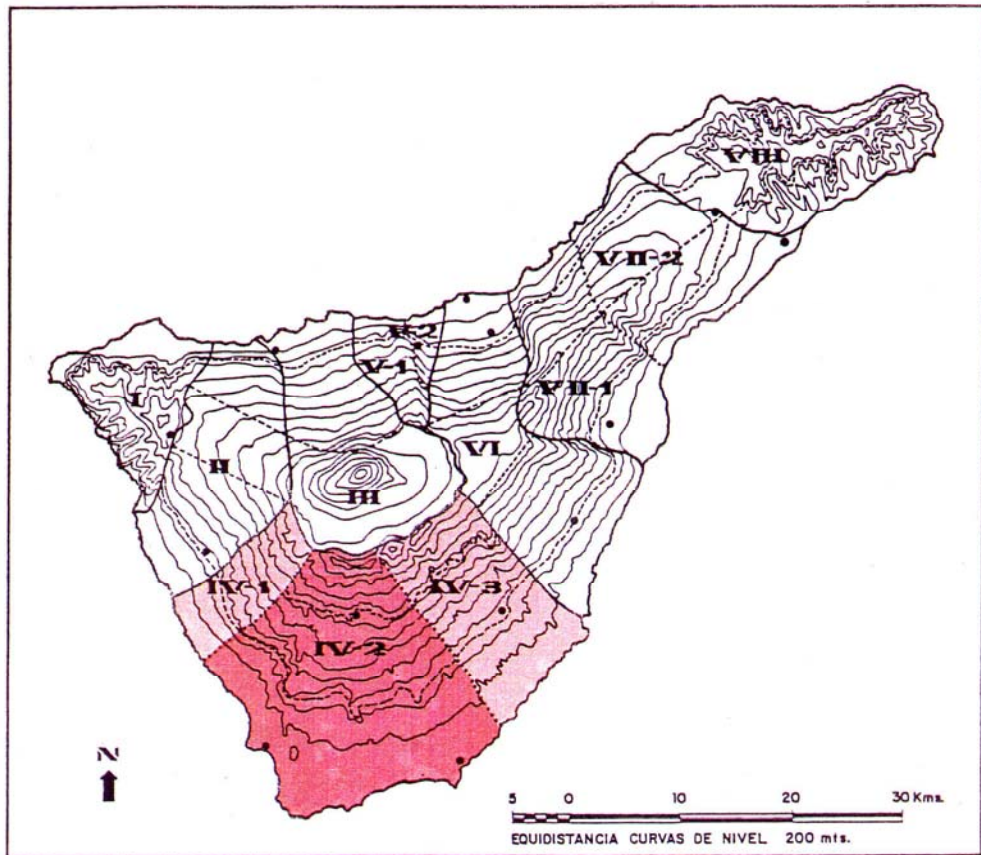 VIII
VII-2
V-2
V-1
I
VII-1
VI
II
III
IV-1
IV-3
IV-2
N
5 0 10 20 30 Kms.
EQUIDISTANCIA CURVAS DE NIVEL 200 mts.